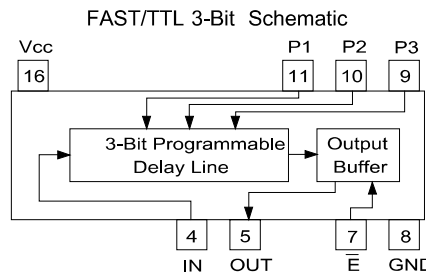 FAST/TTL 3-Bit Schematic
Vcc P1 P2 P3
16 11 10 9
3-Bit Programmable Delay Line
Output Buffer
4 5 7 8
IN OUT E̅ GND